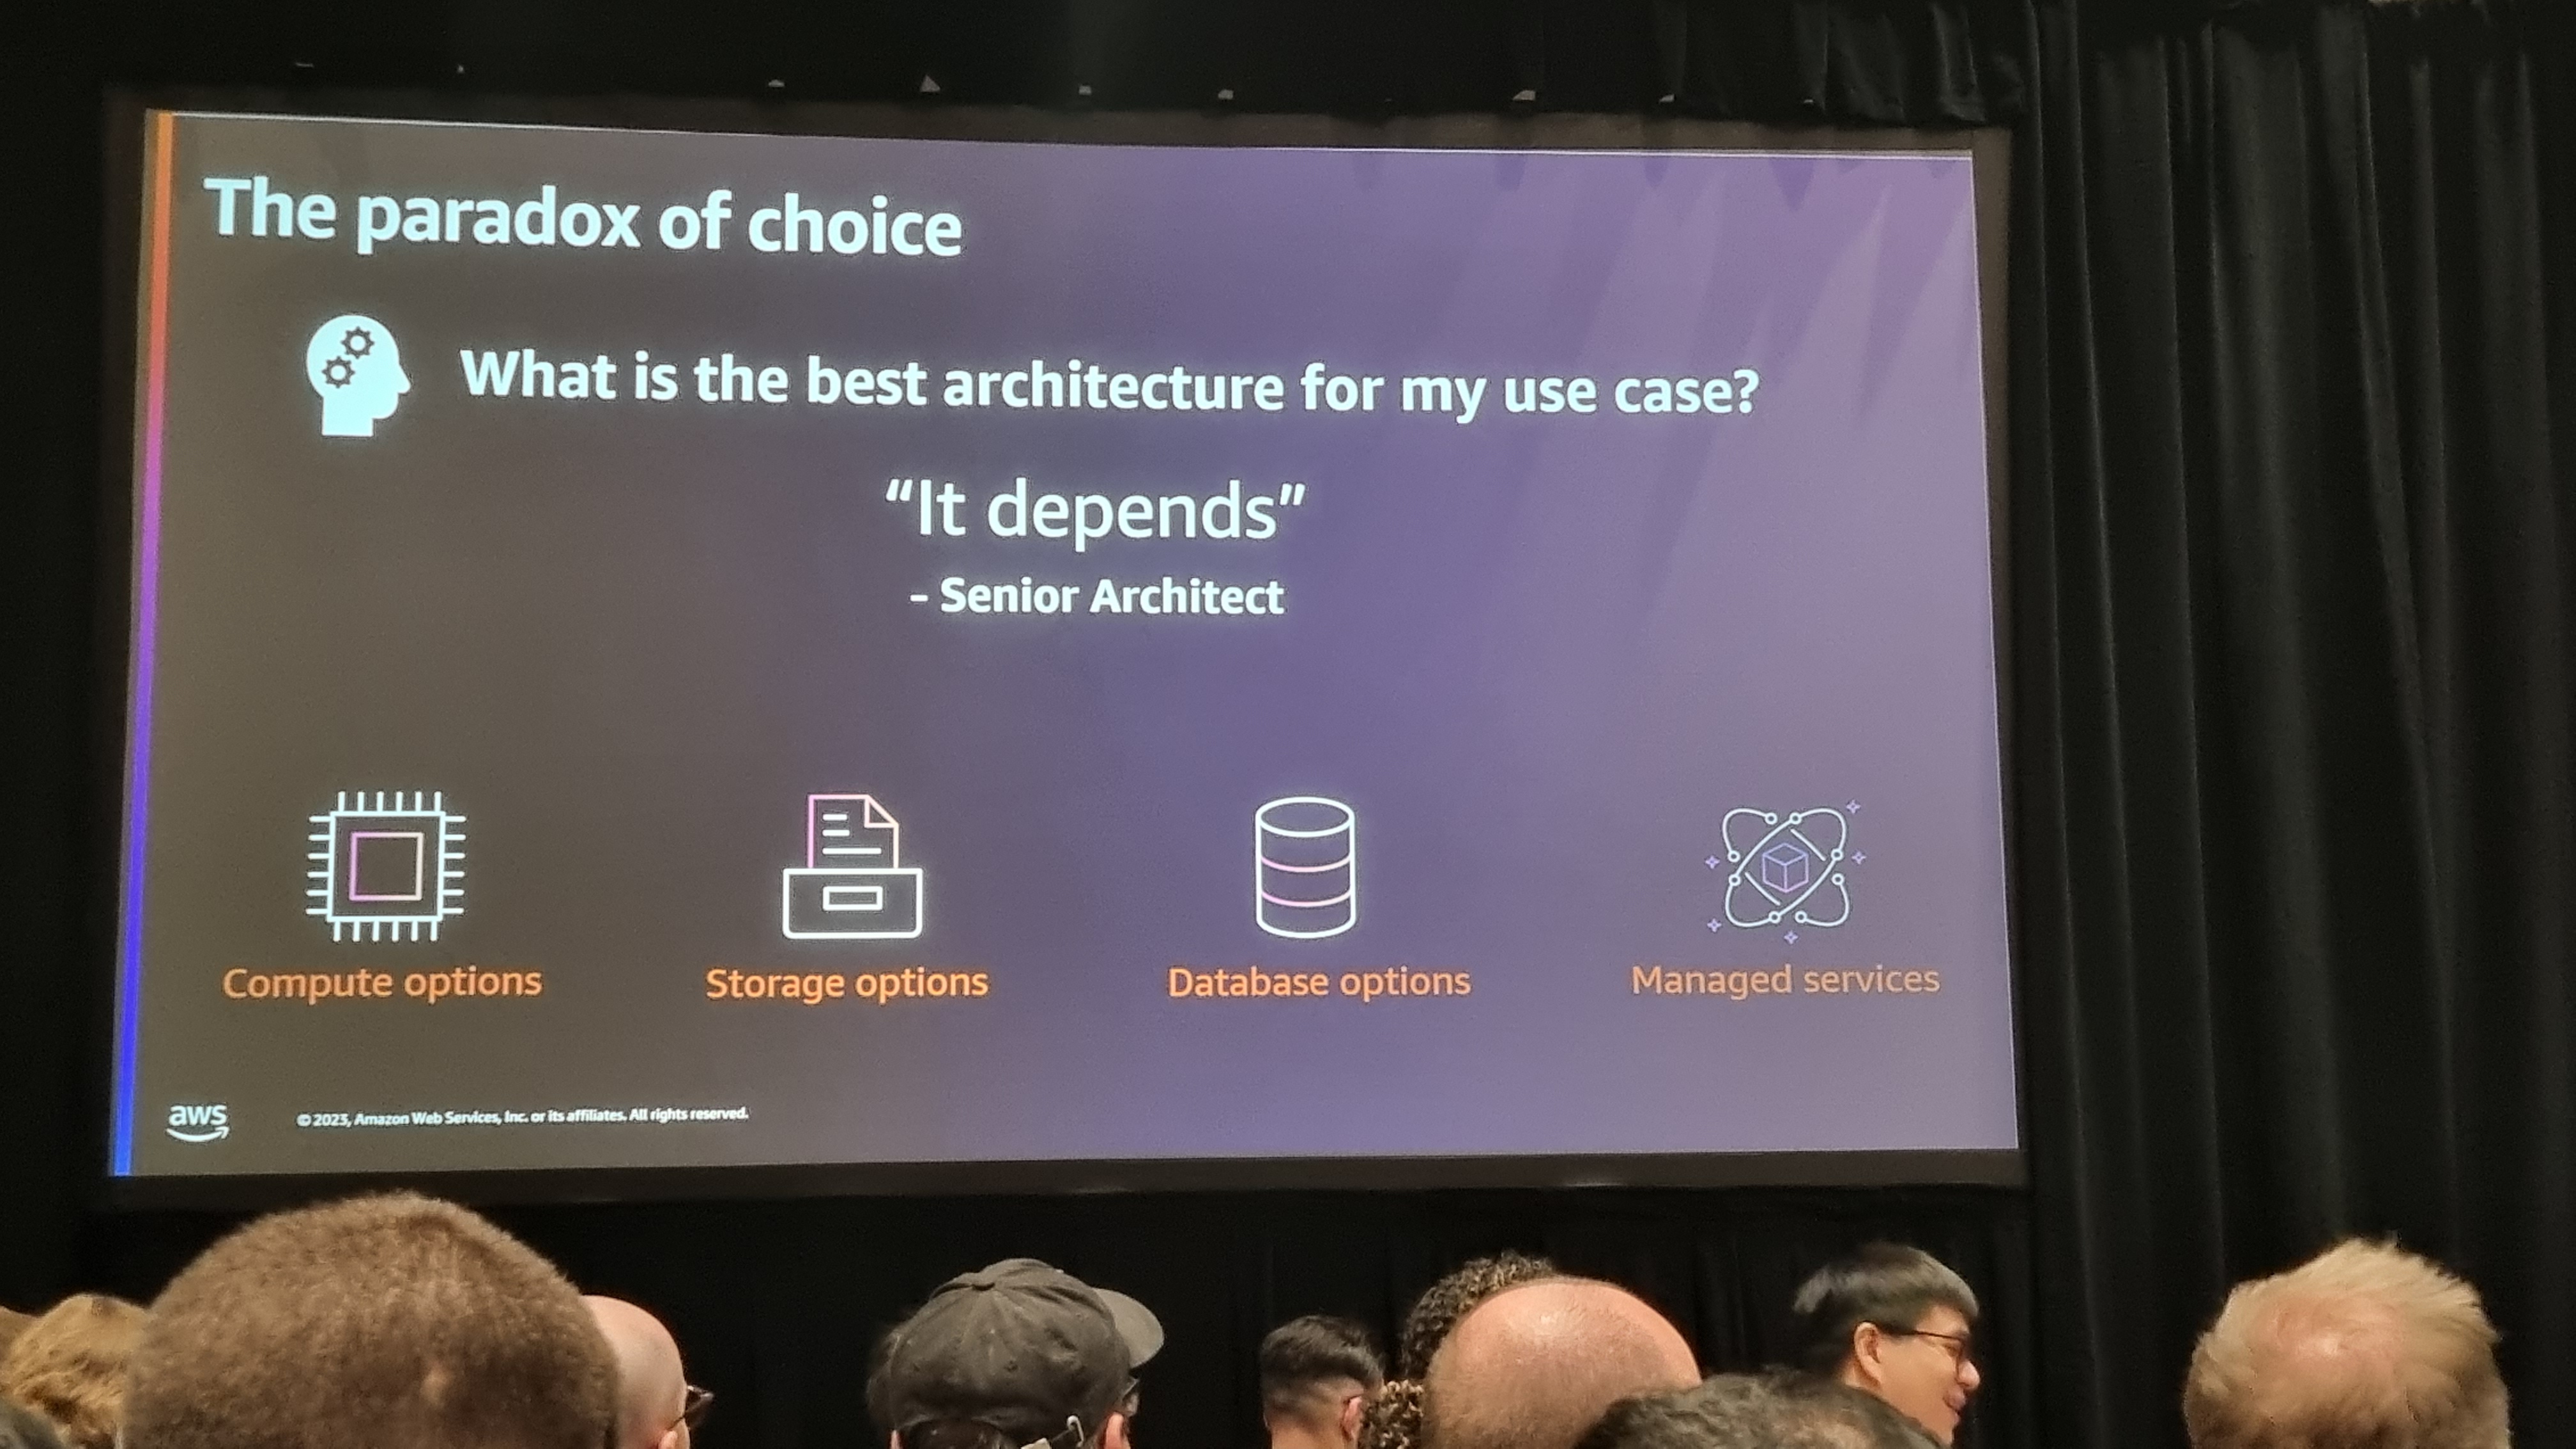 The paradox of choice
What is the best architecture for my use case?
“It depends”
- Senior Architect
Compute options
Storage options
Database options
Managed services
aws
© 2023, Amazon Web Services, Inc. or its affiliates. All rights reserved.